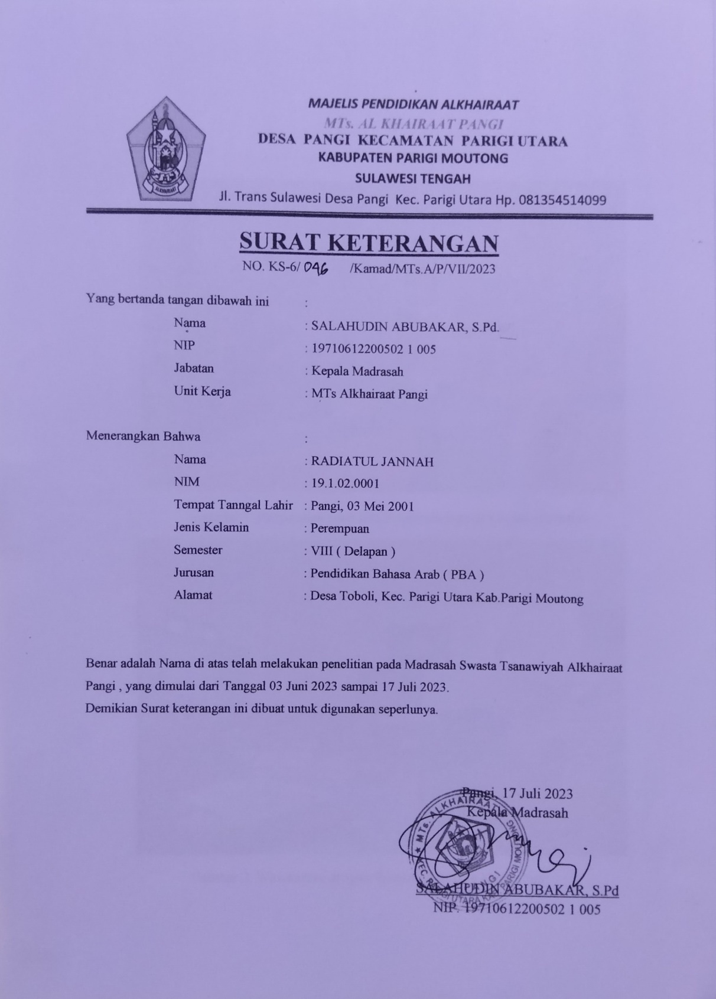 MAJELIS PENDIDIKAN ALKHAIRAAT
MTs. AL KHAIRAAT PANGI
DESA PANGI KECAMATAN PARIGI UTARA
KABUPATEN PARIGI MOUTONG
SULAWESI TENGAH
Jl. Trans Sulawesi Desa Pangi Kec. Parigi Utara Hp. 081354514099
ALKHAIRAAT
SURAT KETERANGAN
NO. KS-6/ 096 /Kamad/MTs.A/P/VII/2023
Yang bertanda tangan dibawah ini :
Nama : SALAHUDIN ABUBAKAR, S.Pd.
NIP : 19710612200502 1 005
Jabatan : Kepala Madrasah
Unit Kerja : MTs Alkhairaat Pangi
Menerangkan Bahwa :
Nama : RADIATUL JANNAH
NIM : 19.1.02.0001
Tempat Tanngal Lahir : Pangi, 03 Mei 2001
Jenis Kelamin : Perempuan
Semester : VIII ( Delapan )
Jurusan : Pendidikan Bahasa Arab ( PBA )
Alamat : Desa Toboli, Kec. Parigi Utara Kab.Parigi Moutong
Benar adalah Nama di atas telah melakukan penelitian pada Madrasah Swasta Tsanawiyah Alkhairaat
Pangi , yang dimulai dari Tanggal 03 Juni 2023 sampai 17 Juli 2023.
Demikian Surat keterangan ini dibuat untuk digunakan seperlunya.
Pangi, 17 Juli 2023
Kepala Madrasah
MTs. ALKHAIRAAT
PANGI
KEC. PARIGI UTARA KAB. PARIGI MOUTONG
SALAHUDIN ABUBAKAR, S.Pd
NIP. 19710612200502 1 005